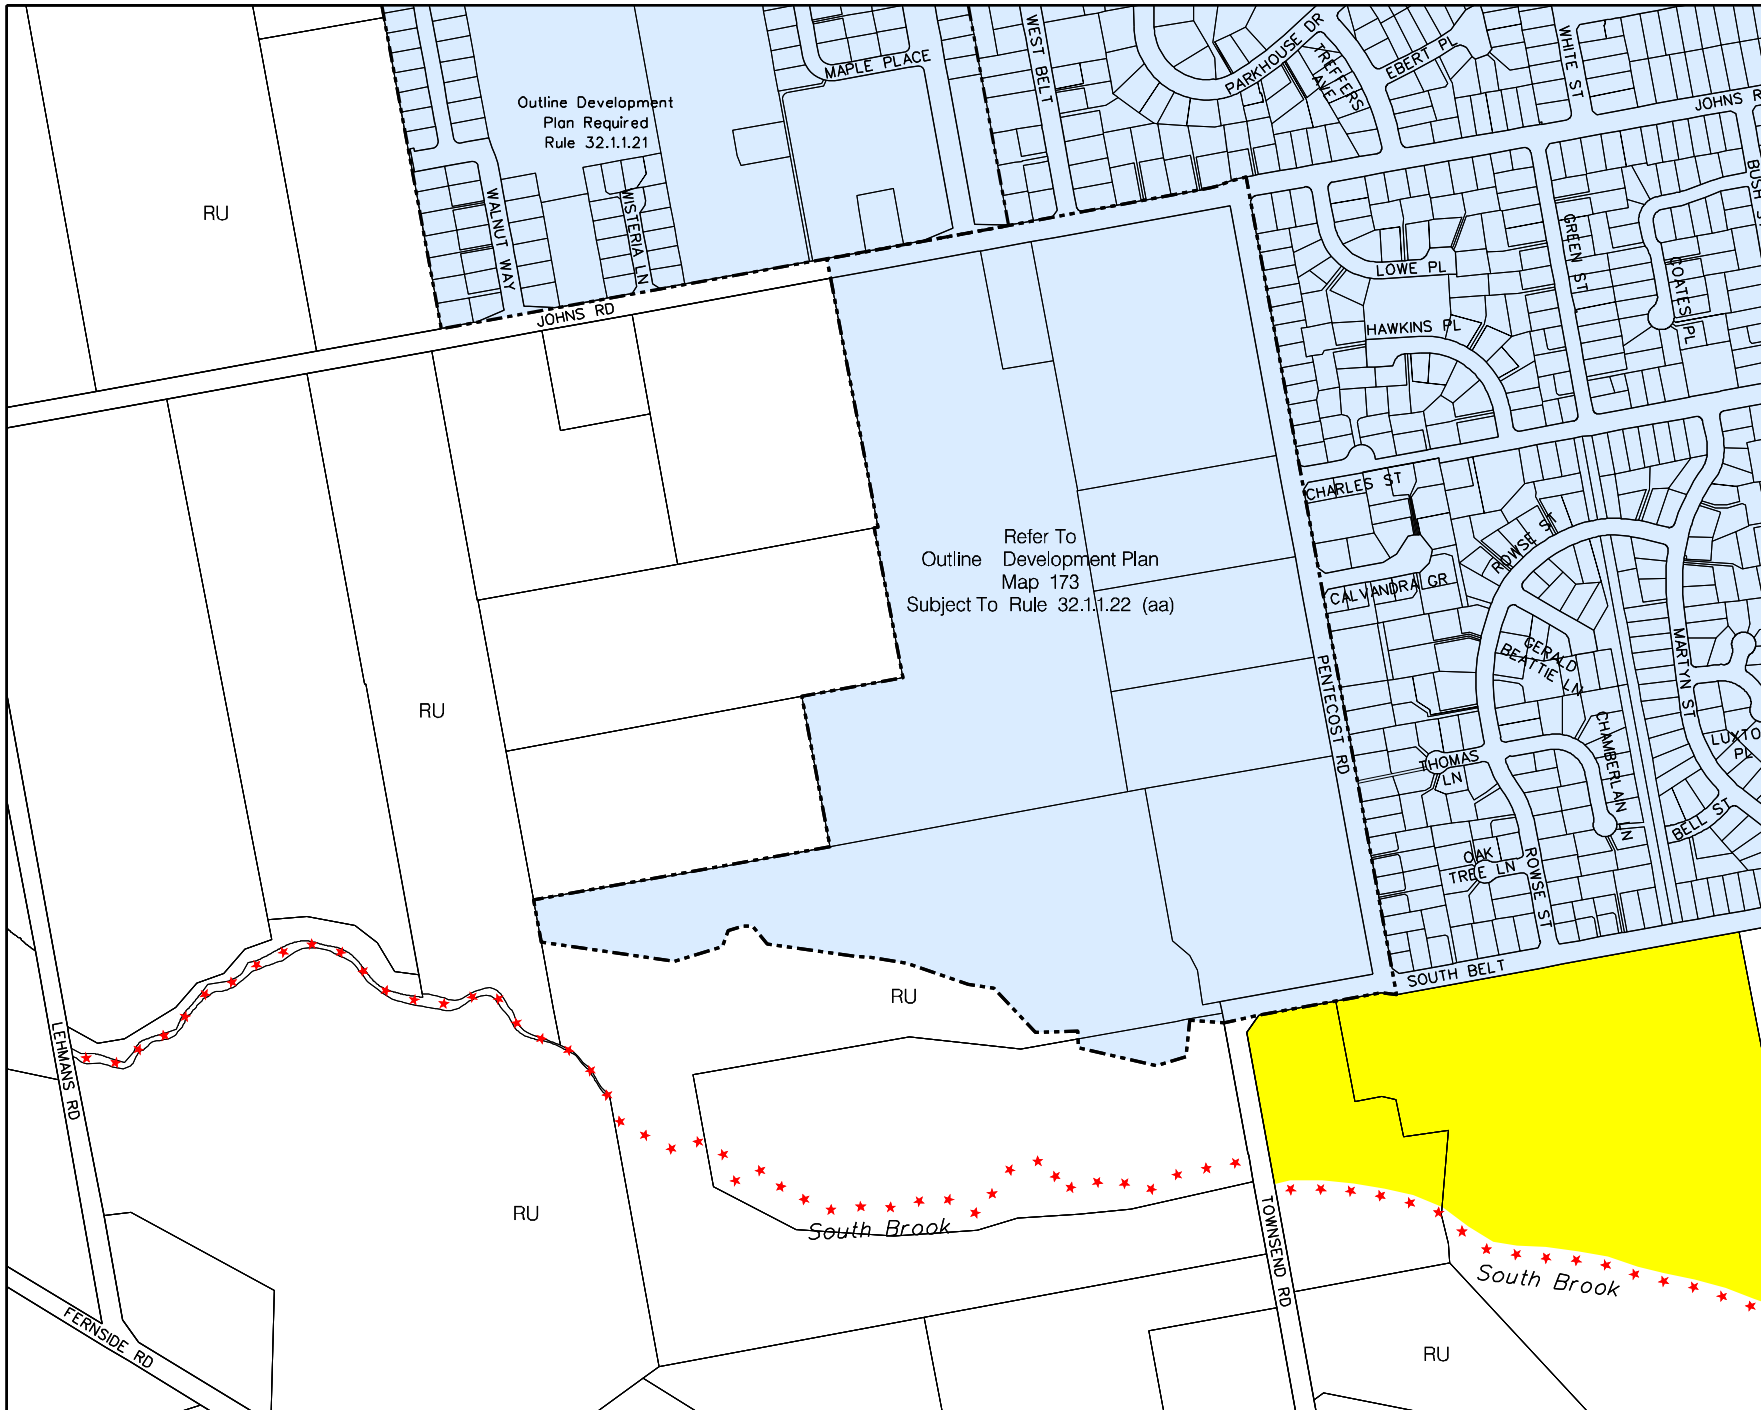 WEST BELT
PARKHOUSE DR
TREFFERS
AVE
EBERT PL
WHITE ST
MAPLE PLACE
JOHNS R
Outline Development
Plan Required
Rule 32.1.1.21
BUSH S
RU
WALNUT WAY
WISTERIA LN
GREEN ST
LOWE PL
COATES PL
JOHNS RD
HAWKINS PL
CHARLES ST
ROWSE ST
Refer To
Outline Development Plan
Map 173
Subject To Rule 32.1.1.22 (aa)
CALVANDRA GR
GERALD
BEATTIE LN
MARTYN ST
PENTECOST RD
RU
CHAMBERLAIN LN
LUXTO
PL
THOMAS
LN
BELL ST
OAK
TREE LN
ROWSE ST
SOUTH BELT
RU
LEHMANS RD
RU
South Brook
TOWNSEND RD
South Brook
FERNSIDE RD
RU